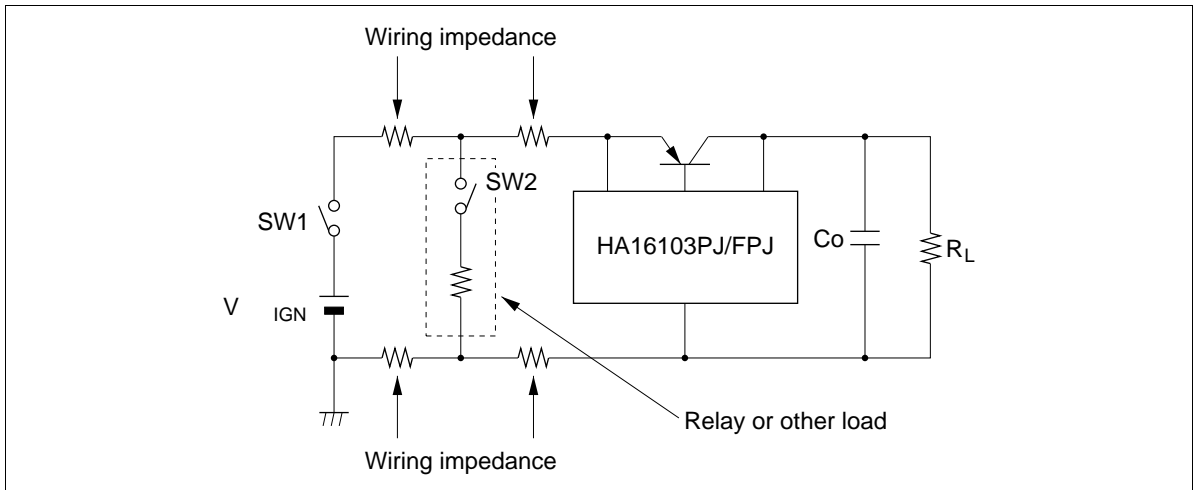 Wiring impedance
SW2
SW1
HA16103PJ/FPJ
Co
RL
V IGN
Relay or other load
Wiring impedance